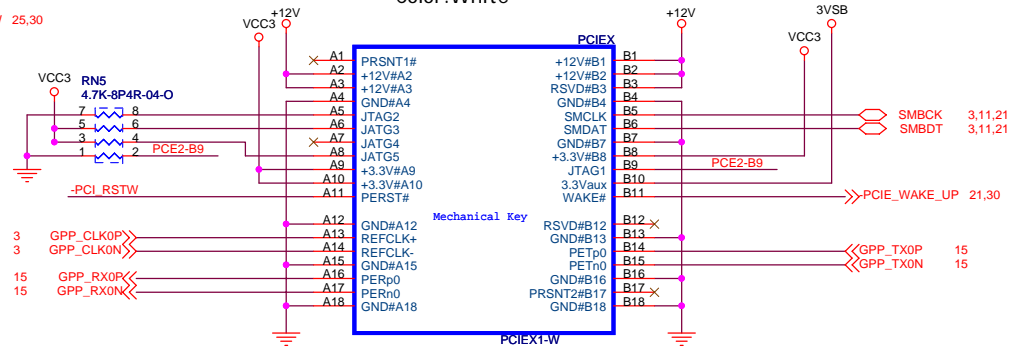 color:White
25,30
+12V
VCC3
+12V
3VSB
VCC3
PCIEX
VCC3
RN5
4.7K-8P4R-04-O
7 8
5 6
3 4
1 2
PCE2-B9
-PCI_RSTW
A1 PRSNT1#
A2 +12V#A2
A3 +12V#A3
A4 GND#A4
A5 JTAG2
A6 JATG3
A7 JATG4
A8 JATG5
A9 +3.3V#A9
A10 +3.3V#A10
A11 PERST#
A12 GND#A12
A13 REFCLK+
A14 REFCLK-
A15 GND#A15
A16 PERp0
A17 PERn0
A18 GND#A18
Mechanical Key
+12V#B1 B1
+12V#B2 B2
RSVD#B3 B3
GND#B4 B4
SMCLK B5
SMDAT B6
GND#B7 B7
+3.3V#B8 B8
JTAG1 B9
3.3Vaux B10
WAKE# B11
RSVD#B12 B12
GND#B13 B13
PETp0 B14
PETn0 B15
GND#B16 B16
PRSNT2#B17 B17
GND#B18 B18
SMBCK 3,11,21
SMBDT 3,11,21
PCE2-B9
PCIE_WAKE_UP 21,30
3 GPP_CLK0P
3 GPP_CLK0N
15 GPP_RX0P
15 GPP_RX0N
GPP_TX0P 15
GPP_TX0N 15
PCIEX1-W